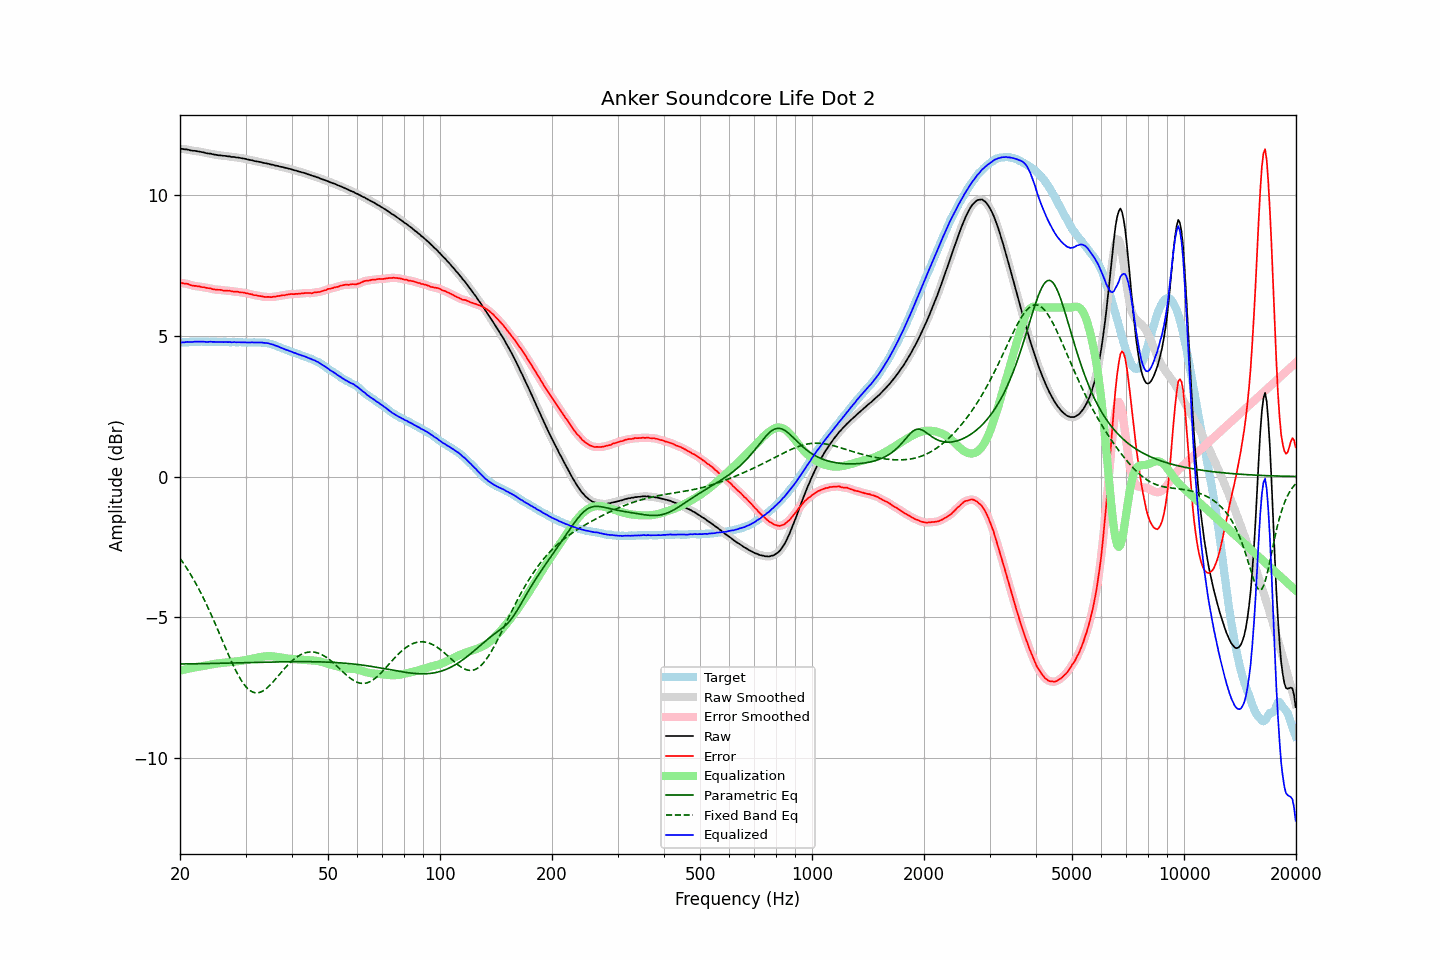 Anker Soundcore Life Dot 2
Amplitude (dBr)
10
5
0
−5
−10
Target
Raw Smoothed
Error Smoothed
Raw
Error
Equalization
Parametric Eq
Fixed Band Eq
Equalized
20 50 100 200 500 1000 2000 5000 10000 20000
Frequency (Hz)